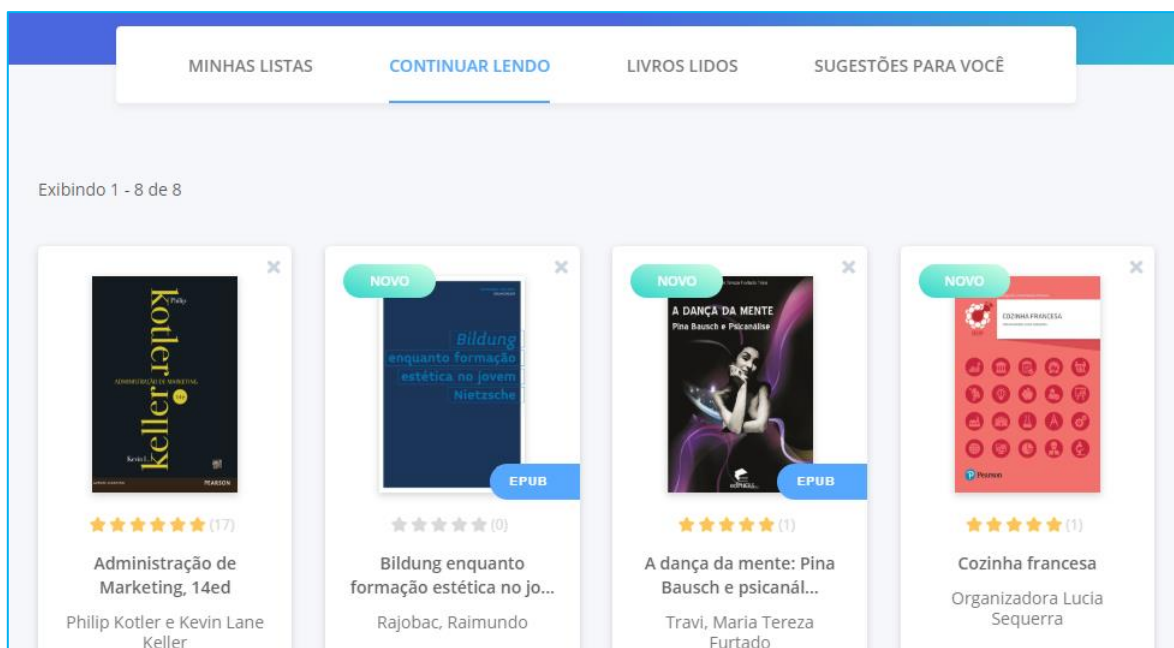 MINHAS LISTAS
CONTINUAR LENDO
LIVROS LIDOS
SUGESTÕES PARA VOCÊ
Exibindo 1 - 8 de 8
Philip
Kotler
ADMINISTRAÇÃO DE MARKETING
14e
Keller
Kevin L.
PEARSON
(17)
Administração de
Marketing, 14ed
Philip Kotler e Kevin Lane
Keller
NOVO
Bildung
enquanto formação
estética no jovem
Nietzsche
EPUB
(0)
Bildung enquanto
formação estética no jo...
Rajobac, Raimundo
NOVO
A DANÇA DA MENTE
Pina Bausch e Psicanálise
EPUB
(1)
A dança da mente: Pina
Bausch e psicanál...
Travi, Maria Tereza
Furtado
NOVO
COZINHA FRANCESA
Pearson
(1)
Cozinha francesa
Organizadora Lucia
Sequerra